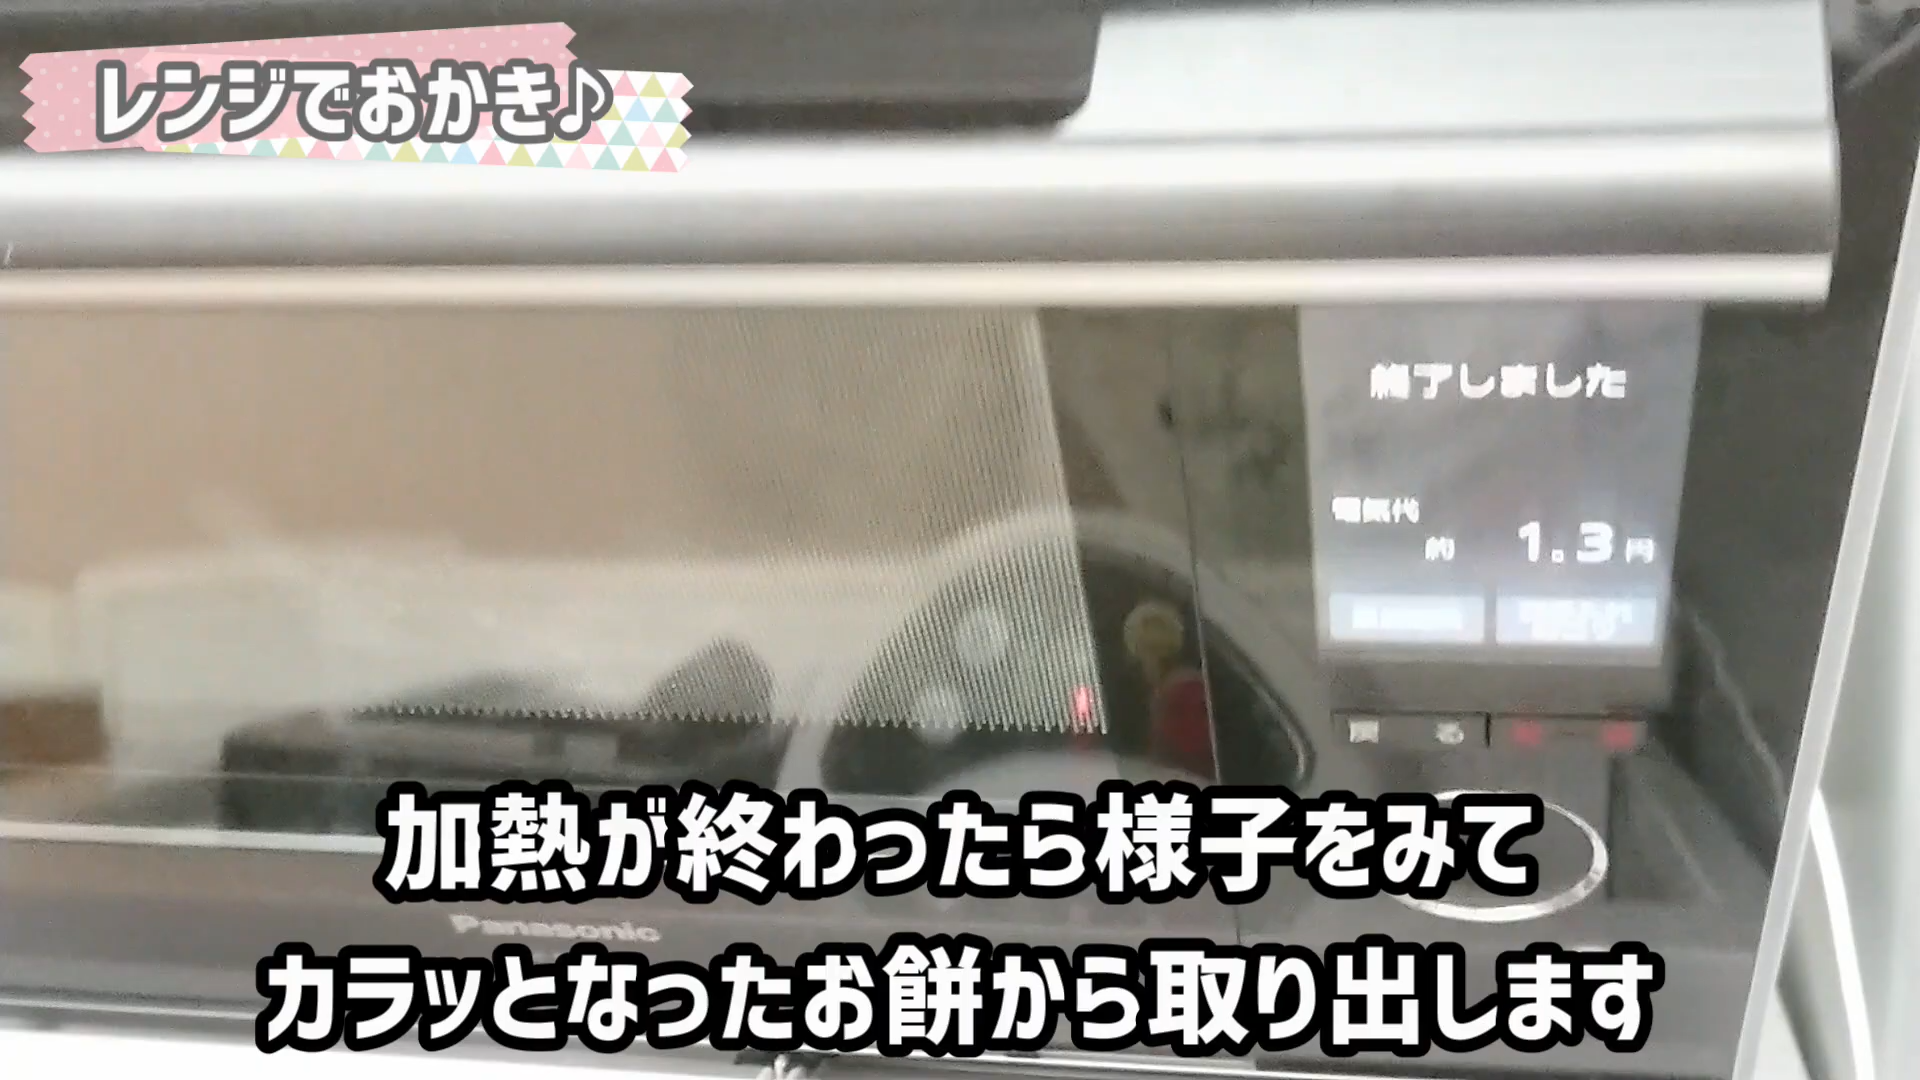 レンジでおかき♪
終了しました
電気代
約 1.3円
戻る
加熱が終わったら様子をみて
Panasonic
カラッとなったお餅から取り出します